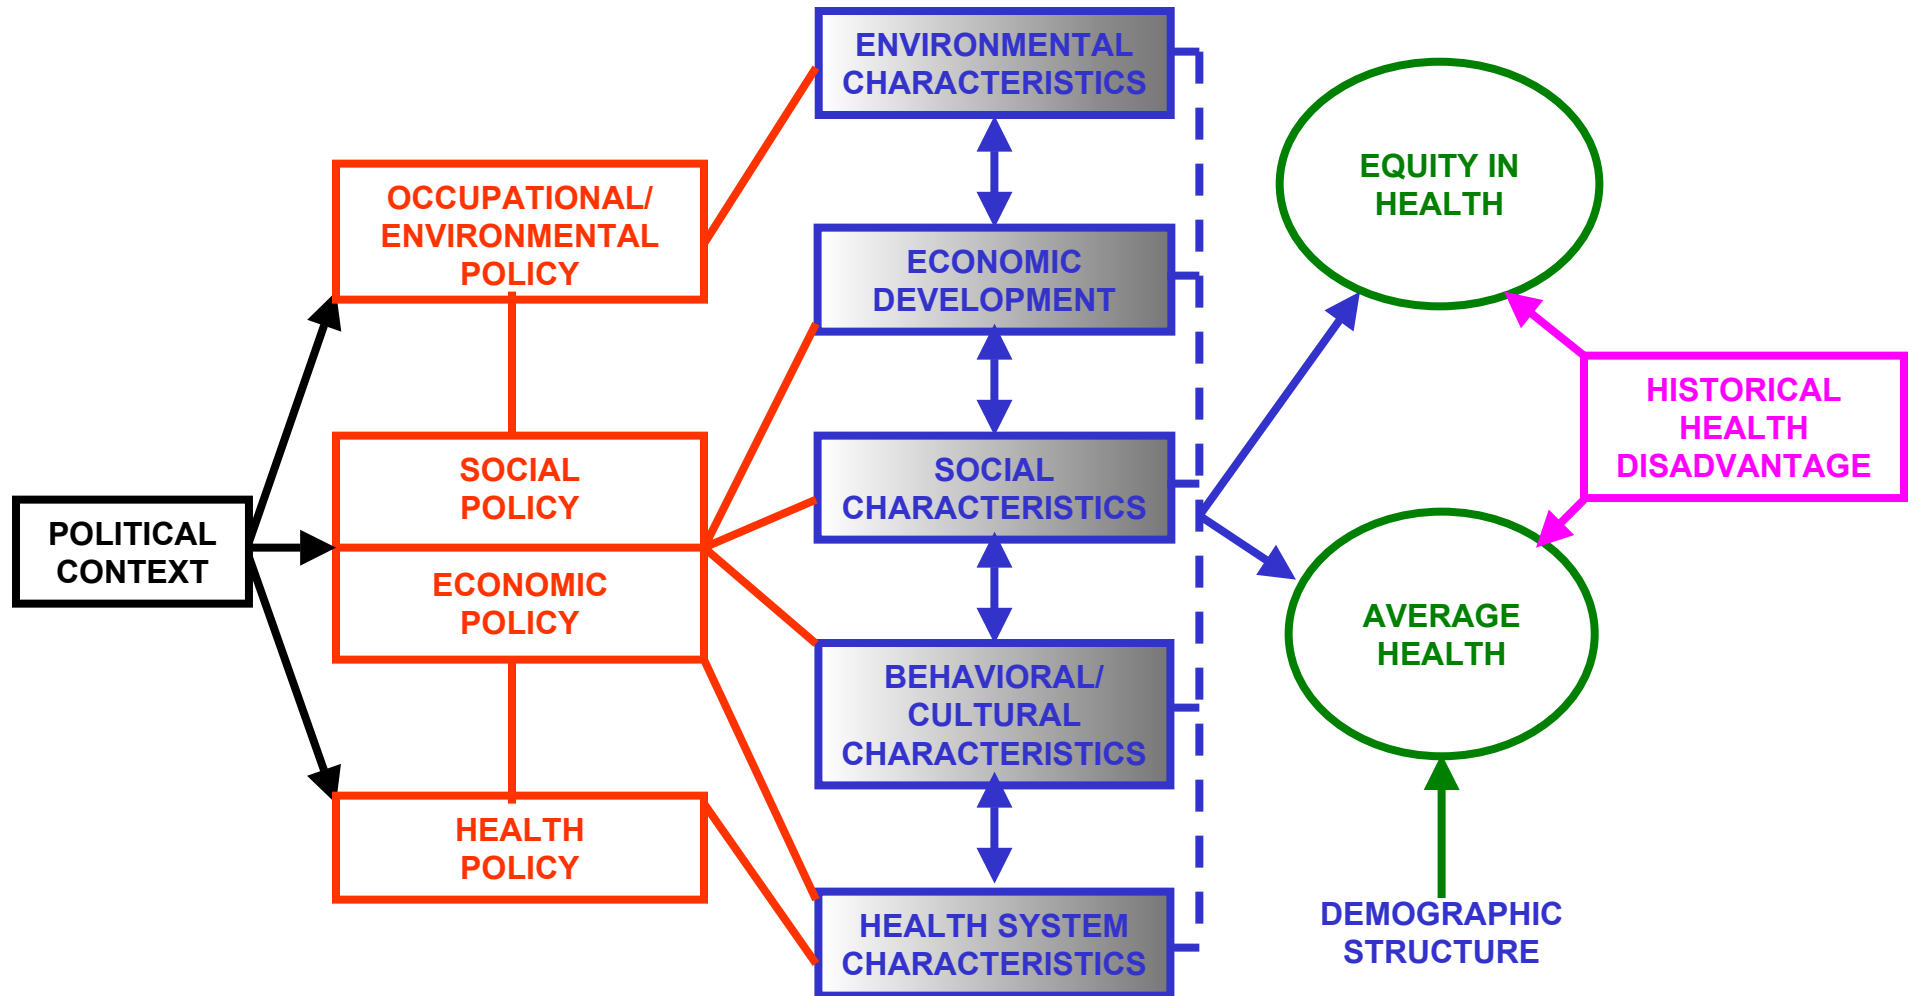 POLITICAL
CONTEXT
OCCUPATIONAL/
ENVIRONMENTAL
POLICY
SOCIAL
POLICY
ECONOMIC
POLICY
HEALTH
POLICY
ENVIRONMENTAL
CHARACTERISTICS
ECONOMIC
DEVELOPMENT
SOCIAL
CHARACTERISTICS
BEHAVIORAL/
CULTURAL
CHARACTERISTICS
HEALTH SYSTEM
CHARACTERISTICS
EQUITY IN
HEALTH
AVERAGE
HEALTH
DEMOGRAPHIC
STRUCTURE
HISTORICAL
HEALTH
DISADVANTAGE